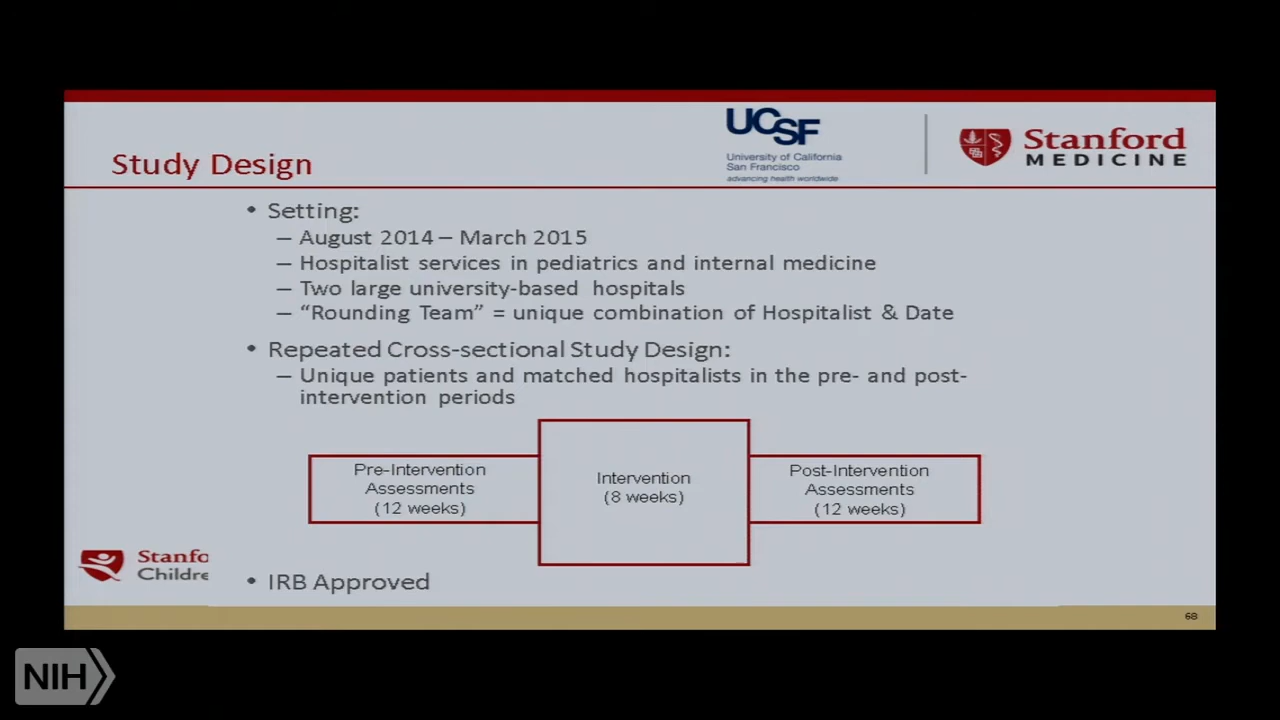 UCSF
University of California
San Francisco
advancing health worldwide
Stanford
MEDICINE
Study Design
• Setting:
– August 2014 – March 2015
– Hospitalist services in pediatrics and internal medicine
– Two large university-based hospitals
– “Rounding Team” = unique combination of Hospitalist & Date
• Repeated Cross-sectional Study Design:
– Unique patients and matched hospitalists in the pre- and post-
intervention periods
Pre-Intervention
Assessments
(12 weeks)
Intervention
(8 weeks)
Post-Intervention
Assessments
(12 weeks)
Stanfo
Childre
• IRB Approved
68
NIH